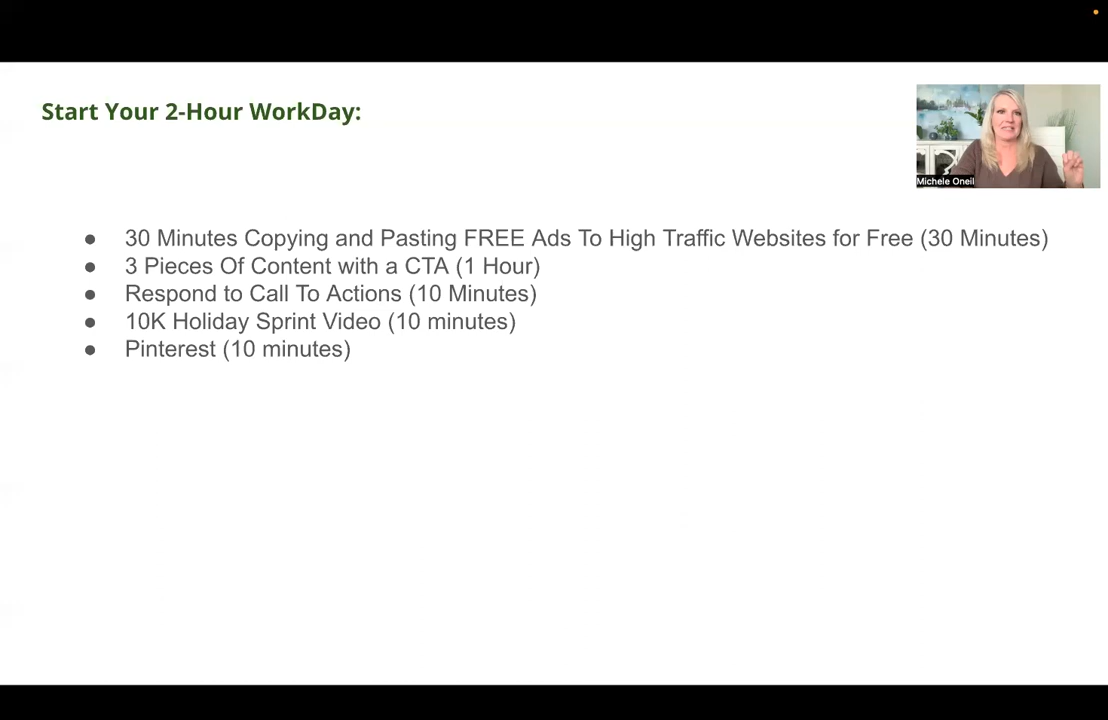 Start Your 2-Hour WorkDay:
Michele Oneil
● 30 Minutes Copying and Pasting FREE Ads To High Traffic Websites for Free (30 Minutes)
● 3 Pieces Of Content with a CTA (1 Hour)
● Respond to Call To Actions (10 Minutes)
● 10K Holiday Sprint Video (10 minutes)
● Pinterest (10 minutes)